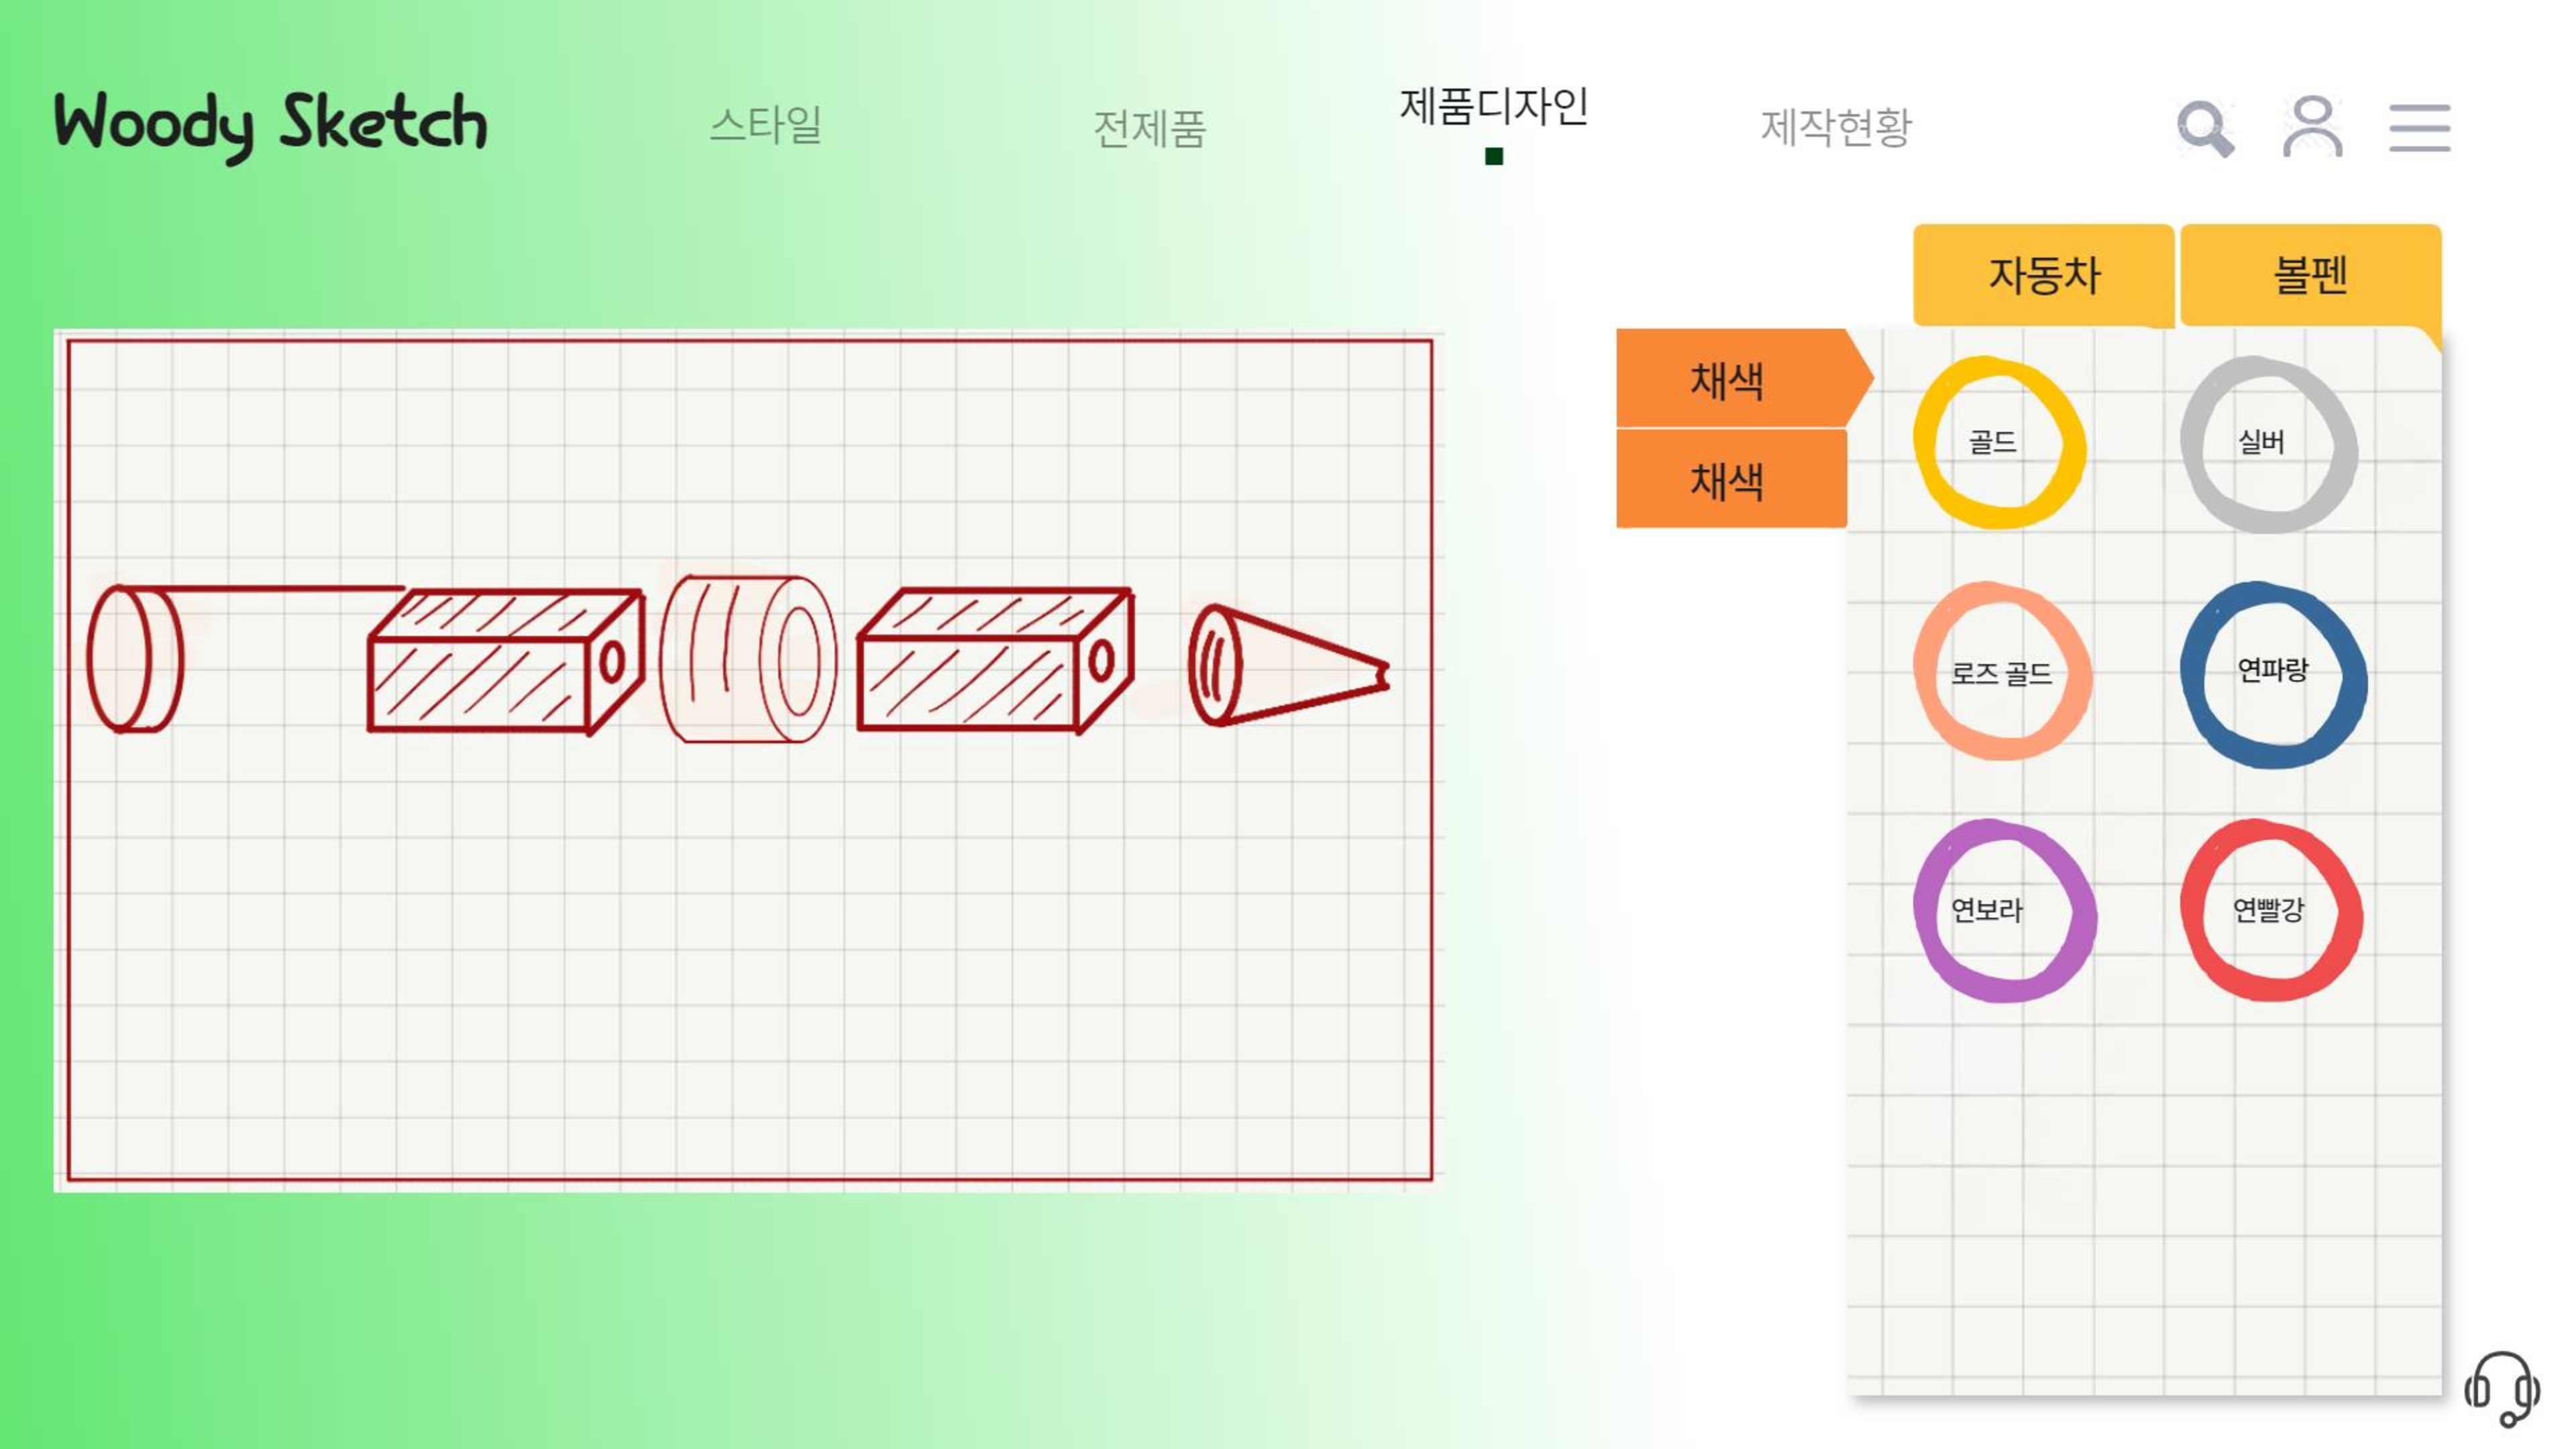 Woody Sketch
스타일
전제품
제품디자인
제작현황
자동차
볼펜
채색
채색
골드
실버
로즈 골드
연파랑
연보라
연빨강